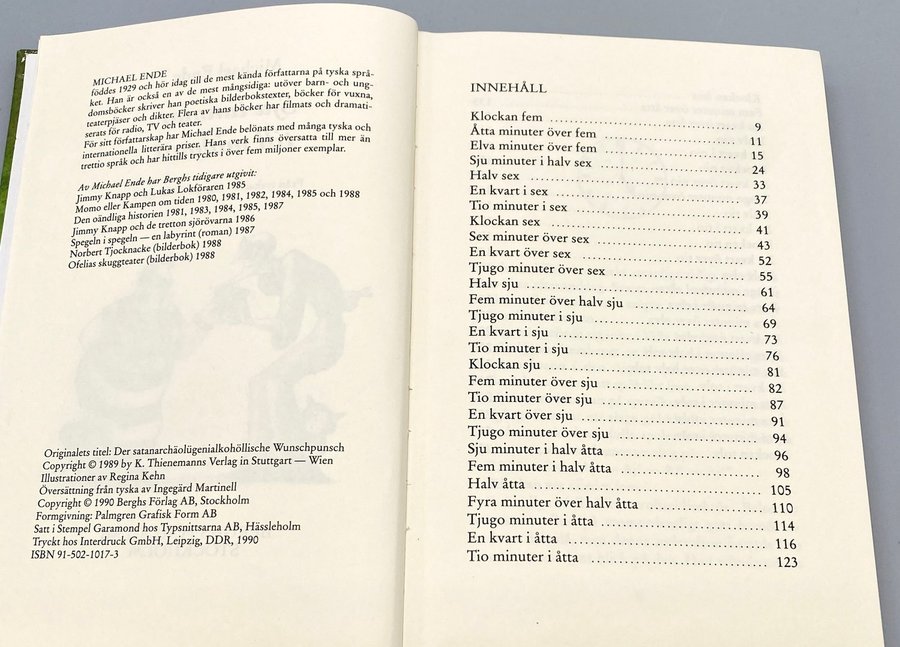 MICHAEL ENDE
föddes 1929 och hör idag till de mest kända författarna på tyska språ-
ket. Han är också en av de mest mångsidiga: utöver barn- och ung-
domsböcker skriver han poetiska bilderbokstexter, böcker för vuxna,
teaterpjäser och dikter. Flera av hans böcker har filmats och dramati-
serats för radio, TV och teater.
För sitt författarskap har Michael Ende belönats med många tyska och
internationella litterära priser. Hans verk finns översatta till mer än
trettio språk och har hittills tryckts i över fem miljoner exemplar.
Av Michael Ende har Berghs tidigare utgivit:
Jimmy Knapp och Lukas Lokföraren 1985
Momo eller Kampen om tiden 1980, 1981, 1982, 1984, 1985 och 1988
Den oändliga historien 1981, 1983, 1984, 1985, 1987
Jimmy Knapp och de tretton sjörövarna 1986
Spegeln i spegeln — en labyrint (roman) 1987
Norbert Tjocknacke (bilderbok) 1988
Ofelias skuggteater (bilderbok) 1988
Originalets titel: Der satanarchäolügenialkohöllische Wunschpunsch
Copyright © 1989 by K. Thienemanns Verlag in Stuttgart — Wien
Illustrationer av Regina Kehn
Översättning från tyska av Ingegärd Martinell
Copyright © 1990 Berghs Förlag AB, Stockholm
Formgivning: Palmgren Grafisk Form AB
Satt i Stempel Garamond hos Typsnittsarna AB, Hässleholm
Tryckt hos Interdruck GmbH, Leipzig, DDR, 1990
ISBN 91-502-1017-3
INNEHÅLL
Klockan fem 9
Åtta minuter över fem 11
Elva minuter över fem 15
Sju minuter i halv sex 24
Halv sex 33
En kvart i sex 37
Tio minuter i sex 39
Klockan sex 41
Sex minuter över sex 43
En kvart över sex 52
Tjugo minuter över sex 55
Halv sju 61
Fem minuter över halv sju 64
Tjugo minuter i sju 69
En kvart i sju 73
Tio minuter i sju 76
Klockan sju 81
Fem minuter över sju 82
Tio minuter över sju 87
En kvart över sju 91
Tjugo minuter över sju 94
Sju minuter i halv åtta 96
Fem minuter i halv åtta 98
Halv åtta 105
Fyra minuter över halv åtta 110
Tjugo minuter i åtta 114
En kvart i åtta 116
Tio minuter i åtta 123